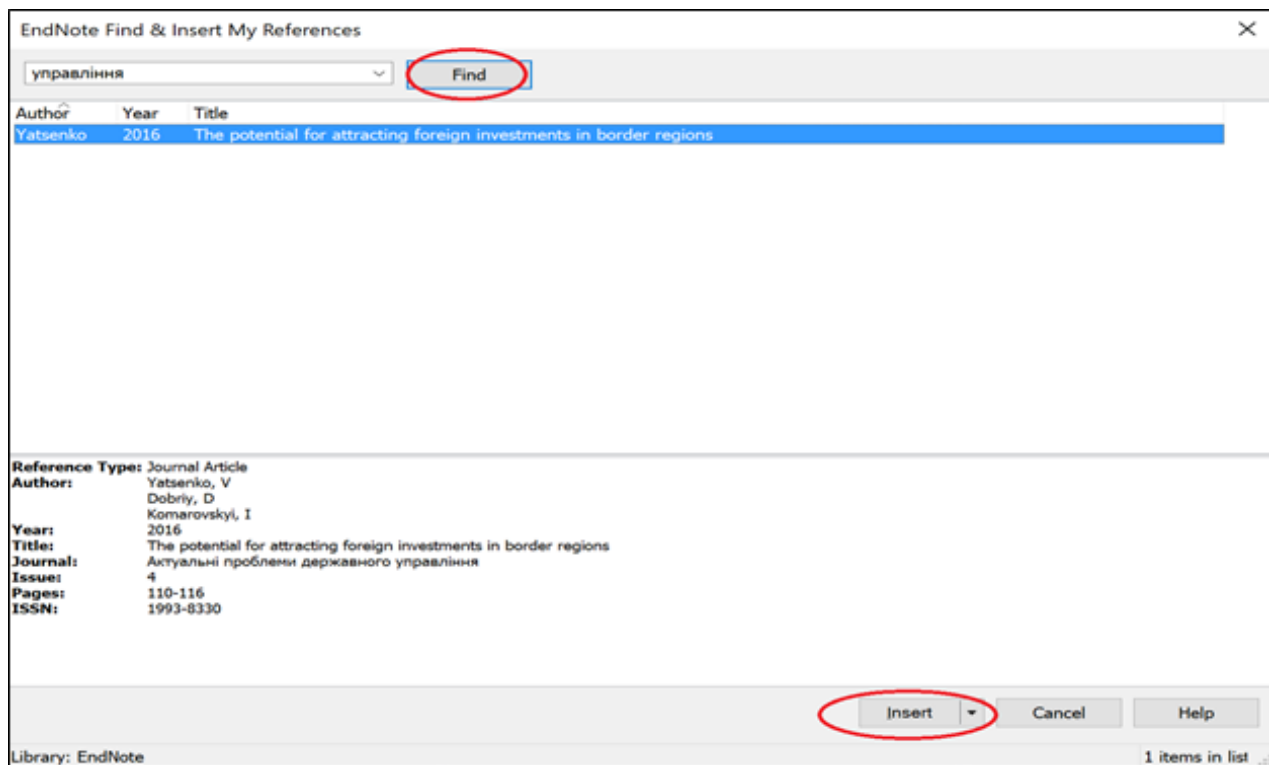 EndNote Find & Insert My References
управління
Find
Author Year Title
Yatsenko 2016 The potential for attracting foreign investments in border regions
Reference Type: Journal Article
Author: Yatsenko, V
Dobriy, D
Komarovskyi, I
Year: 2016
Title: The potential for attracting foreign investments in border regions
Journal: Актуальні проблеми державного управління
Issue: 4
Pages: 110-116
ISSN: 1993-8330
Insert Cancel Help
Library: EndNote 1 items in list